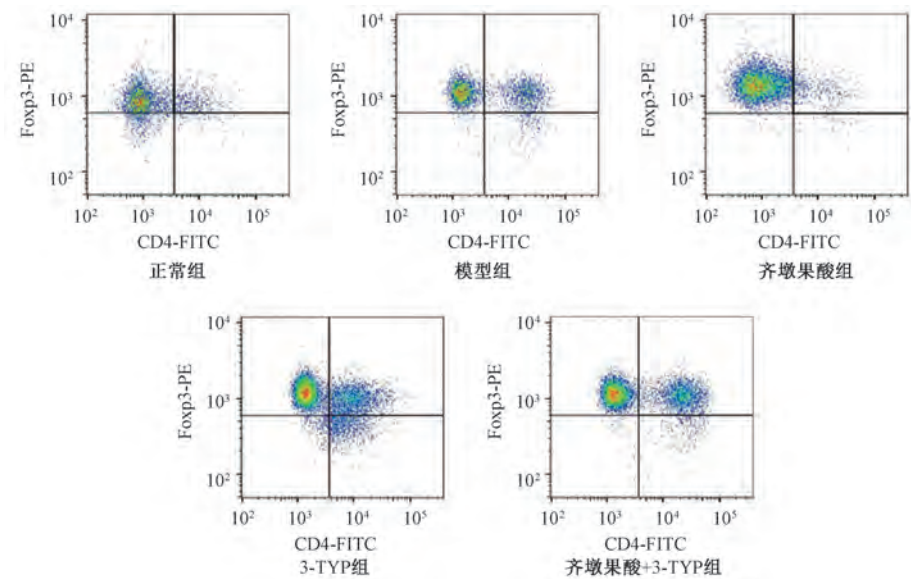 10⁴ 10⁴ 10⁴
Foxp3-PE Foxp3-PE Foxp3-PE
10³ 10³ 10³
10² 10² 10²
10² 10³ 10⁴ 10⁵ 10² 10³ 10⁴ 10⁵ 10² 10³ 10⁴ 10⁵
CD4-FITC CD4-FITC CD4-FITC
正常组 模型组 齐墩果酸组
10⁴ 10⁴
Foxp3-PE Foxp3-PE
10³ 10³
10² 10²
10² 10³ 10⁴ 10⁵ 10² 10³ 10⁴ 10⁵
CD4-FITC CD4-FITC
3-TYP组 齐墩果酸+3-TYP组